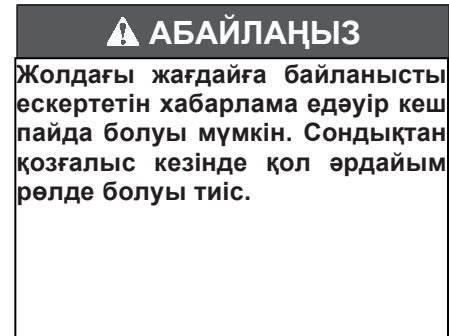 АБАЙЛАҢЫЗ
Жолдағы жағдайға байланысты
ескертетін хабарлама едәуір кеш
пайда болуы мүмкін. Сондықтан
қозғалыс кезінде қол әрдайым
рөлде болуы тиіс.